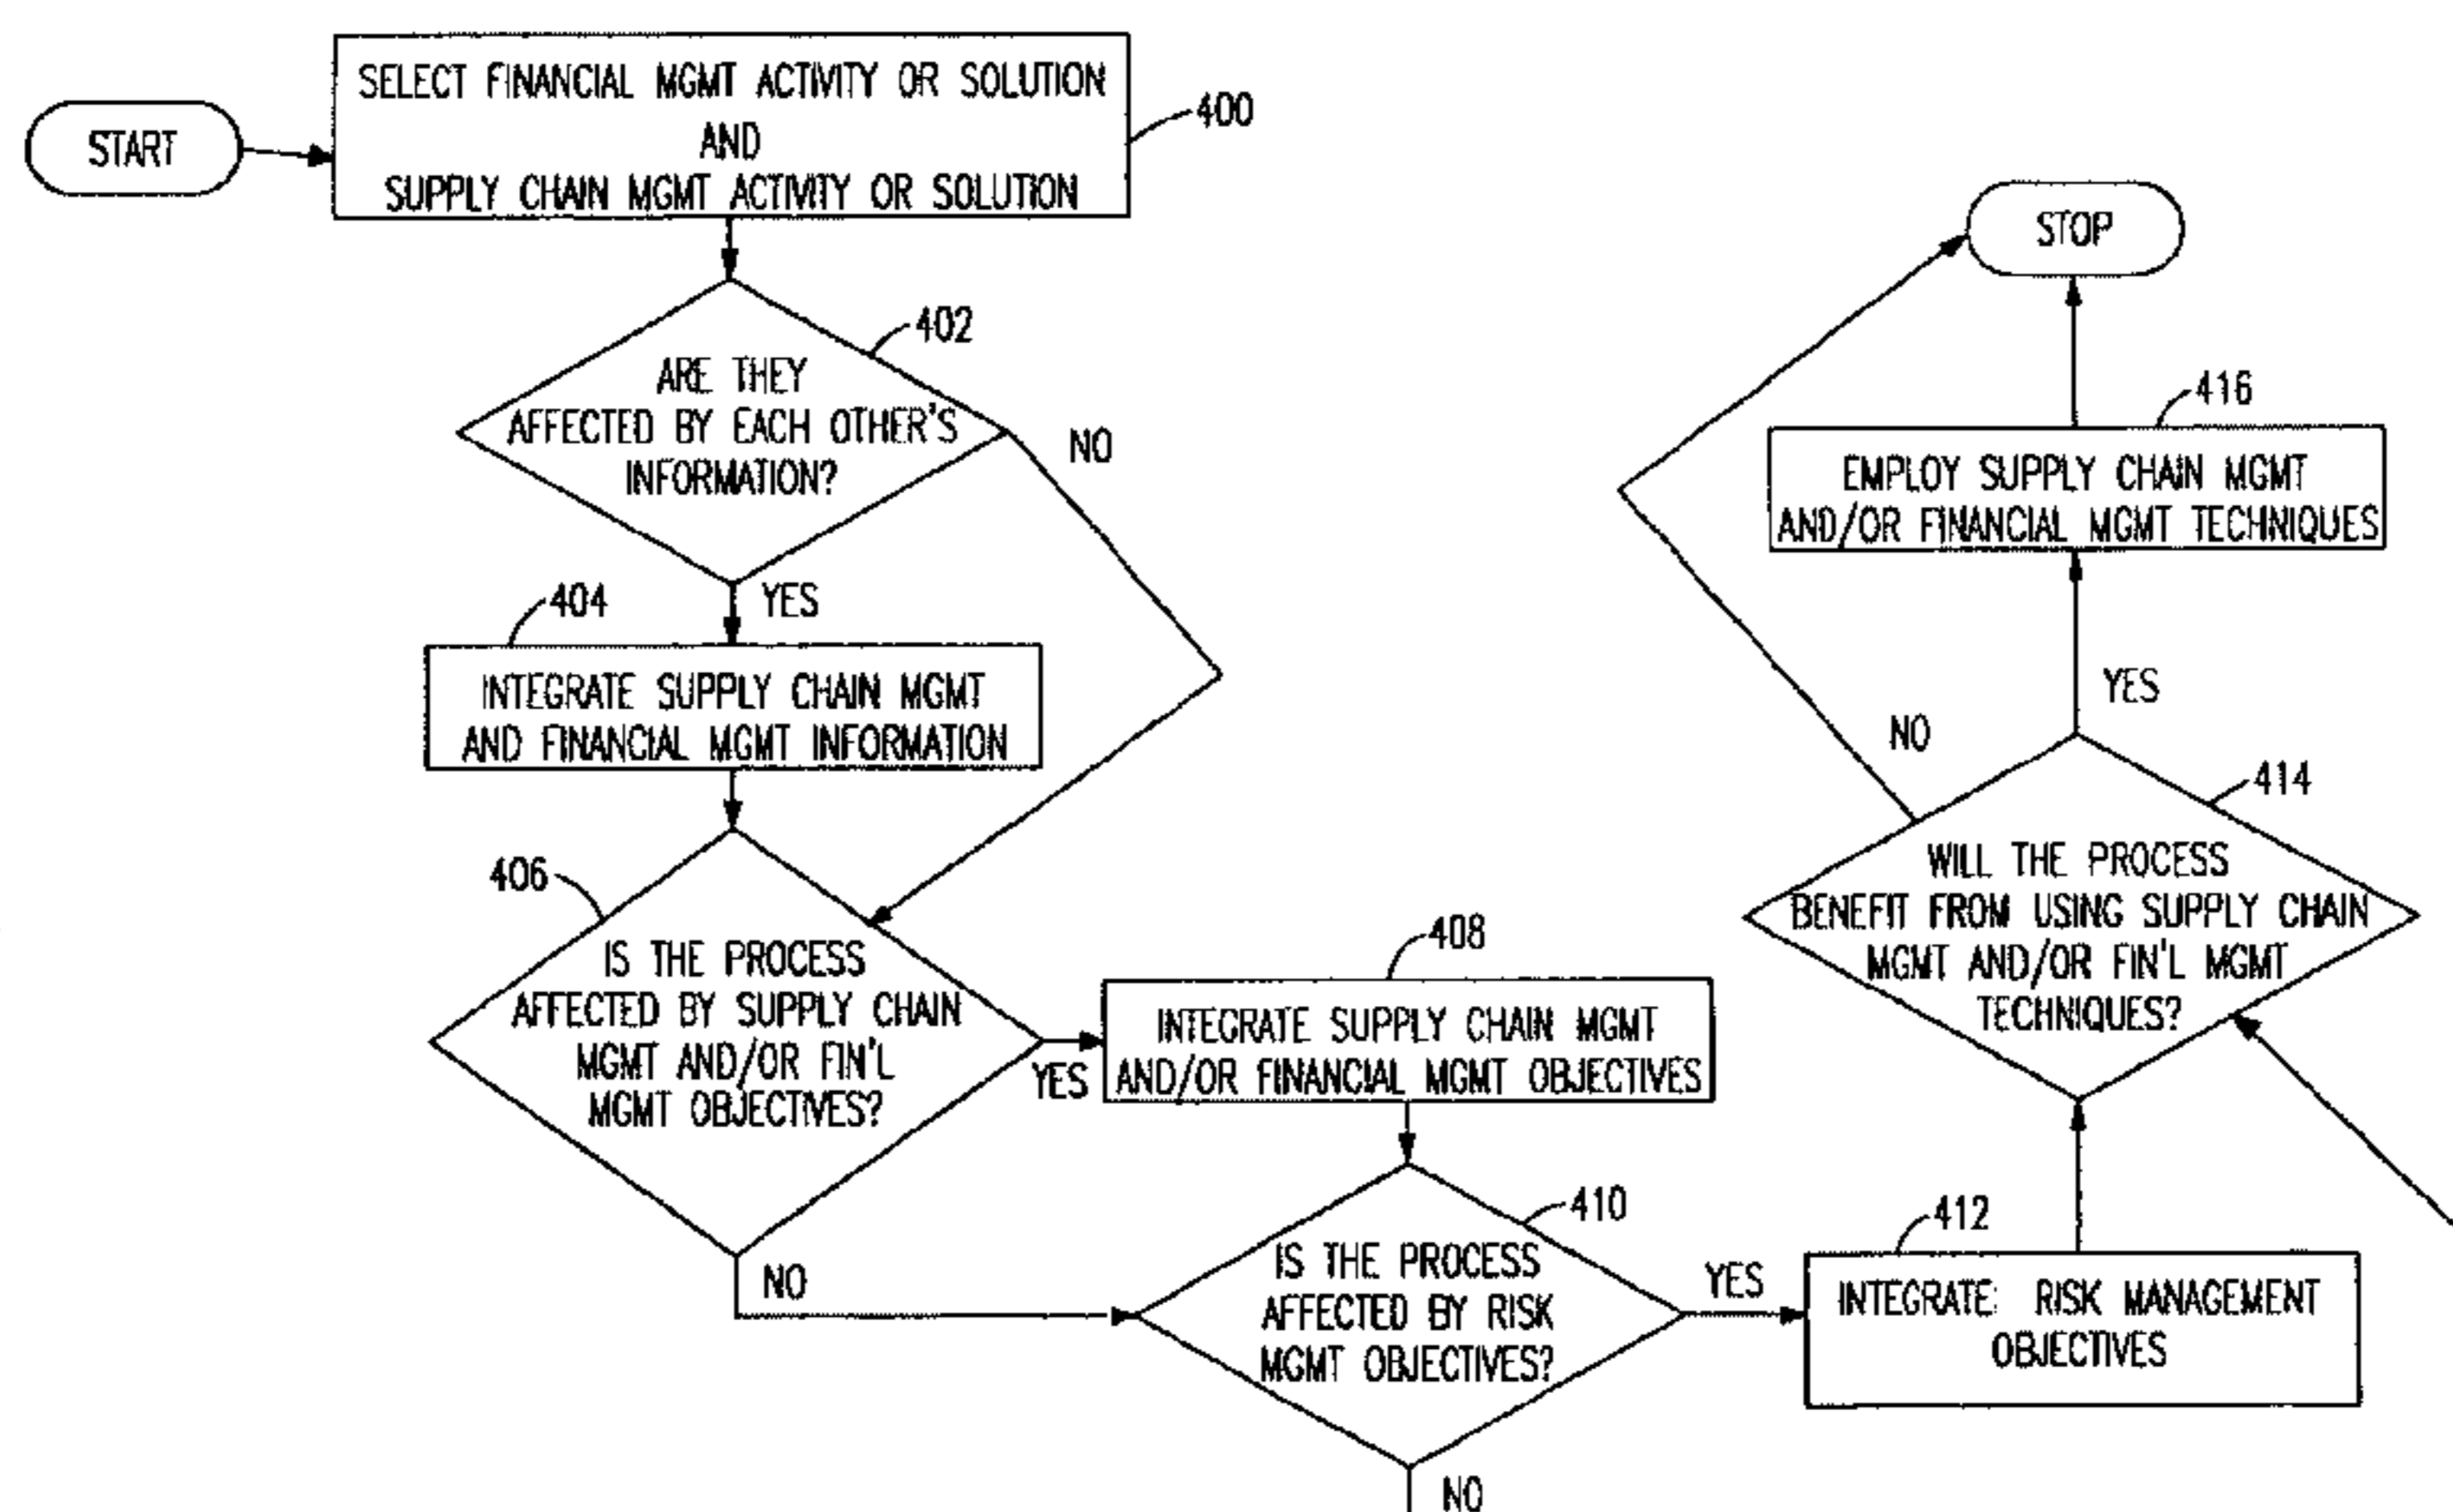 START
SELECT FINANCIAL MGMT ACTIVITY OR SOLUTION
AND
SUPPLY CHAIN MGMT ACTIVITY OR SOLUTION
400
402
ARE THEY
AFFECTED BY EACH OTHER'S
INFORMATION?
NO
YES
404
INTEGRATE SUPPLY CHAIN MGMT
AND FINANCIAL MGMT INFORMATION
406
IS THE PROCESS
AFFECTED BY SUPPLY CHAIN
MGMT AND/OR FIN'L
MGMT OBJECTIVES?
YES
NO
408
INTEGRATE SUPPLY CHAIN MGMT
AND/OR FINANCIAL MGMT OBJECTIVES
410
IS THE PROCESS
AFFECTED BY RISK
MGMT OBJECTIVES?
YES
NO
412
INTEGRATE: RISK MANAGEMENT
OBJECTIVES
414
WILL THE PROCESS
BENEFIT FROM USING SUPPLY CHAIN
MGMT AND/OR FIN'L MGMT
TECHNIQUES?
NO
YES
416
EMPLOY SUPPLY CHAIN MGMT
AND/OR FINANCIAL MGMT TECHNIQUES
STOP